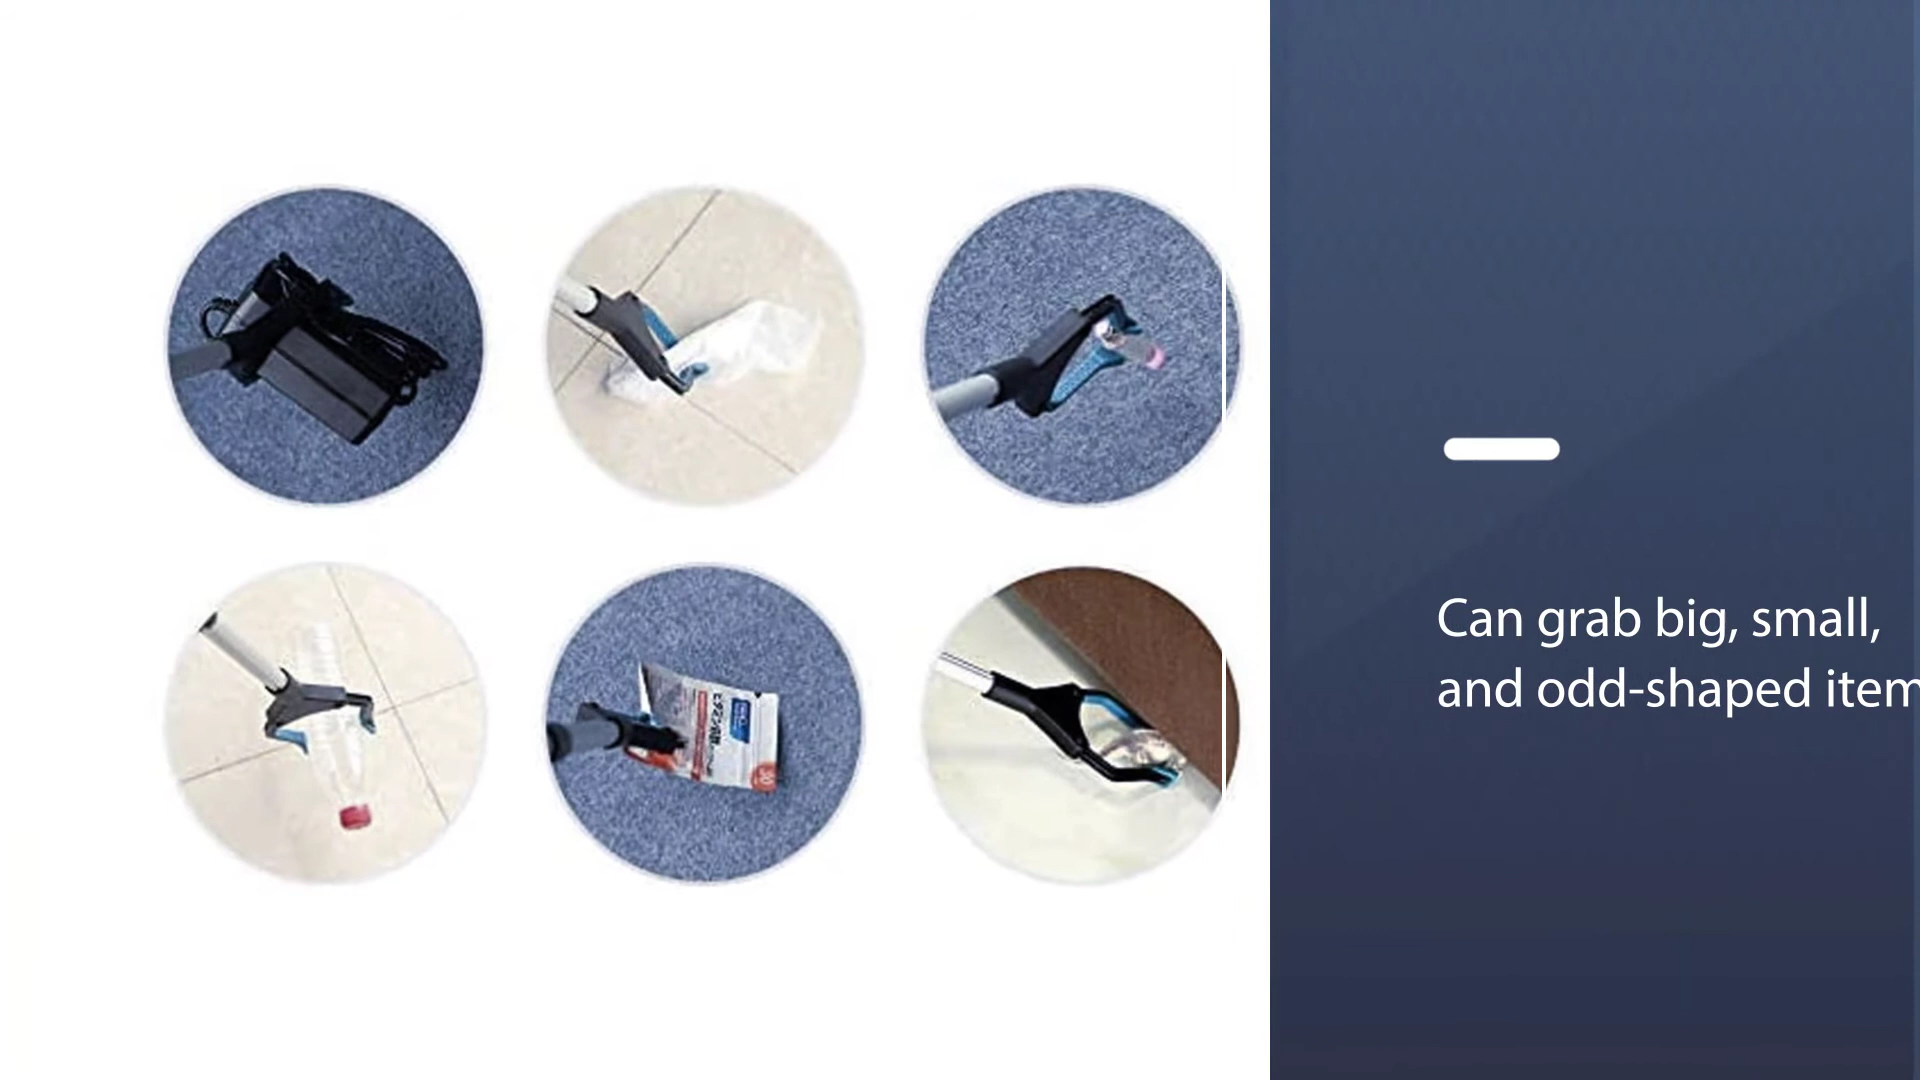 Can grab big, small,
and odd-shaped item